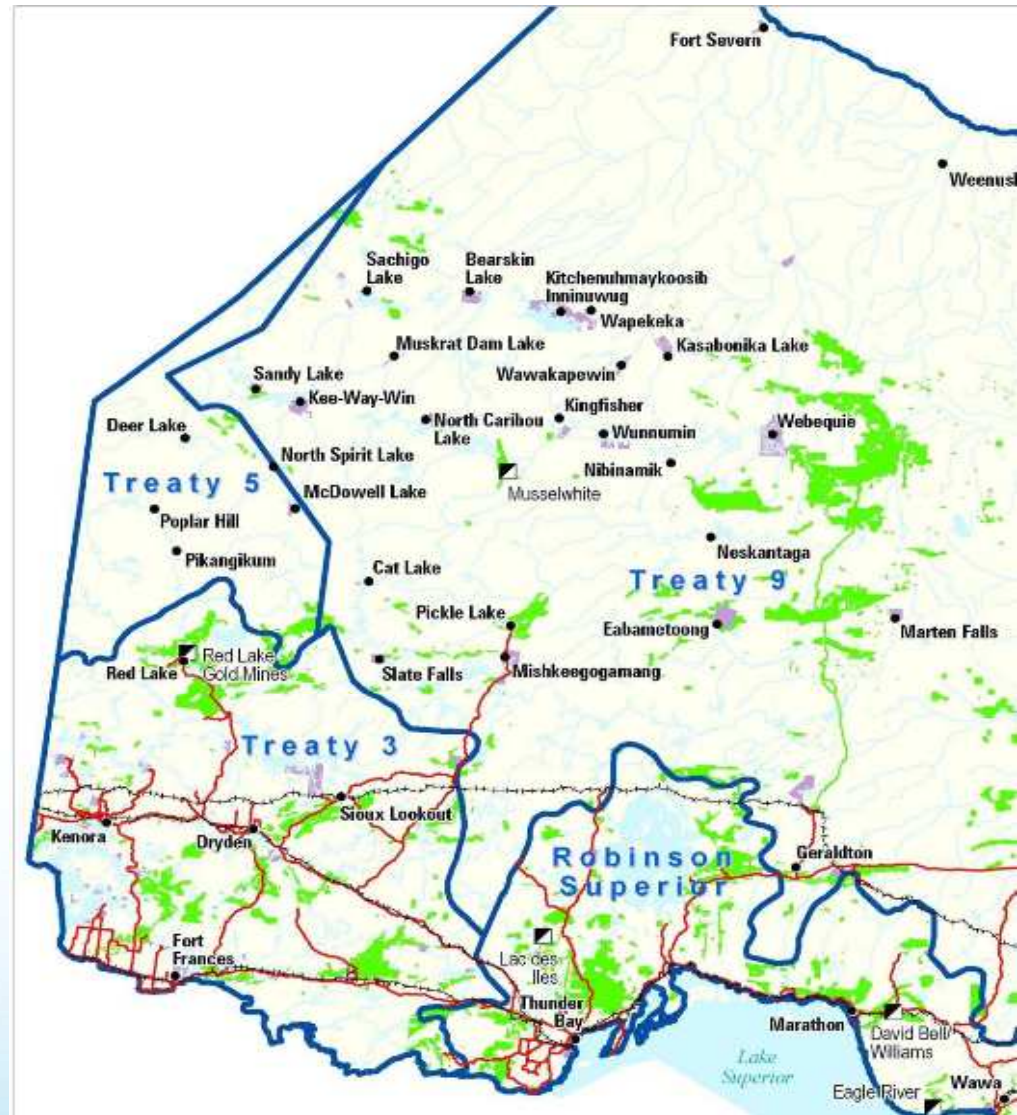 Fort Severn
Weenusk
Sachigo
Lake
Bearskin
Lake
Kitchenuhmaykoosib
Inninuwug
Wapekeka
Muskrat Dam Lake
Kasabonika Lake
Wawakapewin
Sandy Lake
Kee-Way-Win
North Caribou
Lake
Kingfisher
Wunnumin
Webequie
Deer Lake
North Spirit Lake
Nibinamik
Treaty 5
McDowell Lake
Musselwhite
Poplar Hill
Pikangikum
Neskantaga
Cat Lake
Treaty 9
Pickle Lake
Eabametoong
Marten Falls
Red Lake
Red Lake
Gold Mines
Slate Falls
Mishkeegogamang
Treaty 3
Sioux Lookout
Kenora
Dryden
Robinson
Superior
Geraldton
Fort
Frances
Lac des
Iles
Thunder
Bay
Marathon
David Bell/
Williams
Lake
Superior
Eagle River
Wawa